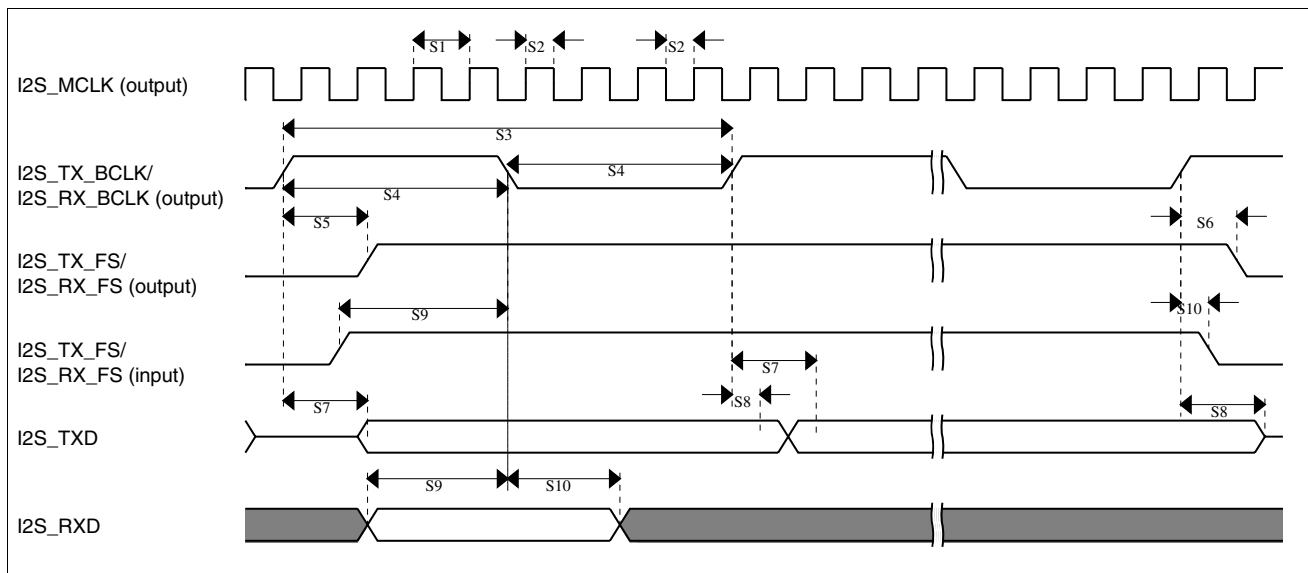 S1
S2
S2
I2S_MCLK (output)
S3
I2S_TX_BCLK/
I2S_RX_BCLK (output)
S4
S4
S5
S6
I2S_TX_FS/
I2S_RX_FS (output)
S9
S10
I2S_TX_FS/
I2S_RX_FS (input)
S7
S7
S8
S8
I2S_TXD
S9
S10
I2S_RXD